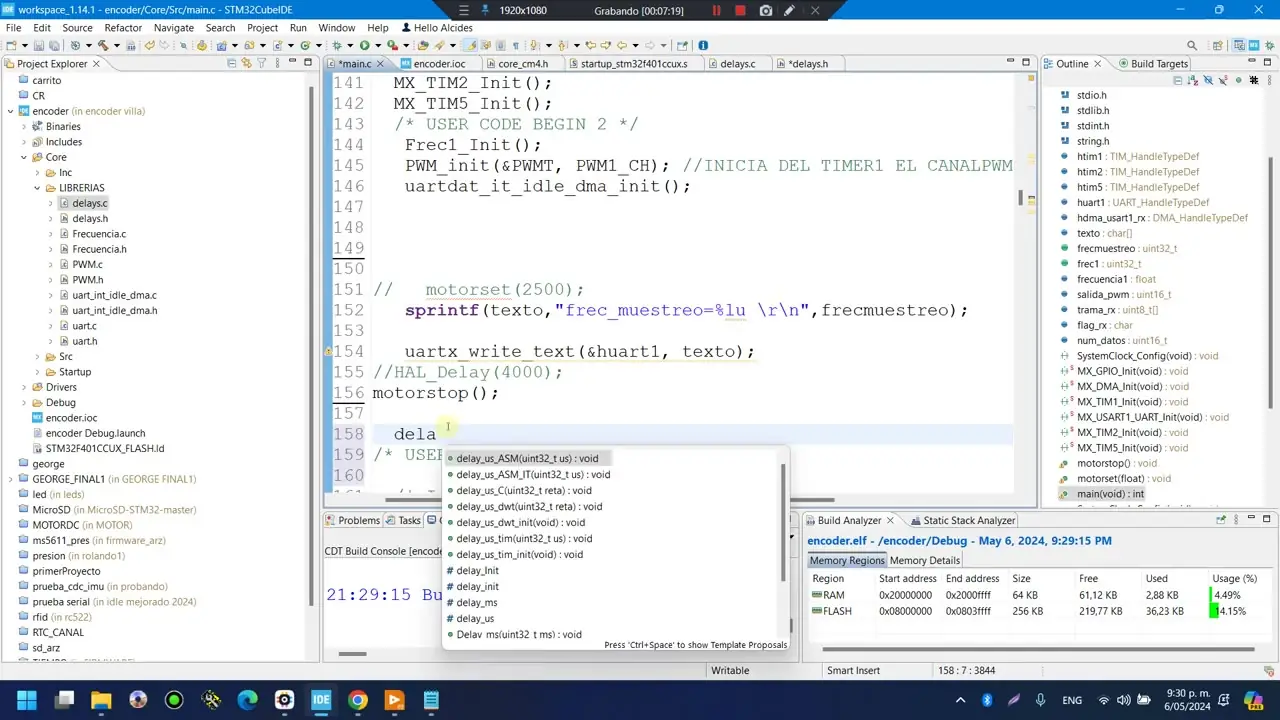 workspace_1.14.1 - encoder/Core/Src/main.c - STM32CubeIDE
1920x1080
Grabando [00:07:19]
File Edit Source Refactor Navigate Search Project Run Window Help Hello Alcides
Project Explorer
carrito
CR
encoder (in encoder villa)
Binaries
Includes
Core
Inc
LIBRERIAS
delays.c
delays.h
Frecuencia.c
Frecuencia.h
PWM.c
PWM.h
uart_int_idle_dma.c
uart_int_idle_dma.h
uart.c
uart.h
Src
Startup
Drivers
Debug
encoder.ioc
encoder Debug.launch
STM32F401CCUX_FLASH.ld
george
GEORGE_FINAL1 (in GEORGE FINAL1)
led (in leds)
MicroSD (in MicroSD-STM32-master)
MOTORDC (in MOTOR)
ms5611_pres (in firmware_arz)
presion (in rolando1)
primerProyecto
prueba_cdc_imu (in probando)
prueba serial (in idle mejorado 2024)
rfid (in rc522)
RTC_CANAL
sd_arz
*main.c
encoder.ioc
core_cm4.h
startup_stm32f401ccux.s
delays.c
*delays.h
141 MX_TIM2_Init();
142 MX_TIM5_Init();
143 /* USER CODE BEGIN 2 */
144 Frec1_Init();
145 PWM_init(&PWMT, PWM1_CH); //INICIA DEL TIMER1 EL CANALPWM
146 uartdat_it_idle_dma_init();
147
148
149
150
151 // motorset(2500);
152 sprintf(texto,"frec_muestreo=%lu \r\n",frecmuestreo);
153
154 uartx_write_text(&huart1, texto);
155 //HAL_Delay(4000);
156 motorstop();
157
158 dela
159 /* USER
160
delay_us_ASM(uint32_t us) : void
delay_us_ASM_IT(uint32_t us) : void
delay_us_C(uint32_t reta) : void
delay_us_dwt(uint32_t reta) : void
delay_us_dwt_init(void) : void
delay_us_tim(uint32_t us) : void
delay_us_tim_init(void) : void
delay_Init
delay_init
delay_ms
delay_us
Delay_ms(uint32_t ms) : void
Press 'Ctrl+Space' to show Template Proposals
Problems
Tasks
CDT Build Console [encode
21:29:15 Bu
Outline
Build Targets
stdio.h
stdlib.h
stdint.h
string.h
htim1 : TIM_HandleTypeDef
htim2 : TIM_HandleTypeDef
htim5 : TIM_HandleTypeDef
huart1 : UART_HandleTypeDef
hdma_usart1_rx : DMA_HandleTypeDef
texto : char[]
frecmuestreo : uint32_t
frec1 : uint32_t
frecuencia1 : float
salida_pwm : uint16_t
trama_rx : uint8_t[]
flag_rx : char
num_datos : uint16_t
SystemClock_Config(void) : void
MX_GPIO_Init(void) : void
MX_DMA_Init(void) : void
MX_TIM1_Init(void) : void
MX_USART1_UART_Init(void) : void
MX_TIM2_Init(void) : void
MX_TIM5_Init(void) : void
motorstop() : void
motorset(float) : void
main(void) : int
Build Analyzer
Static Stack Analyzer
encoder.elf - /encoder/Debug - May 6, 2024, 9:29:15 PM
Memory Regions Memory Details
Region Start address End address Size Free Used Usage (%)
RAM 0x20000000 0x2000ffff 64 KB 61,12 KB 2,88 KB 4.49%
FLASH 0x08000000 0x0803ffff 256 KB 219,77 KB 36,23 KB 14.15%
Writable
Smart Insert
158 : 7 : 3844
IDE
ENG
9:30 p. m.
6/05/2024